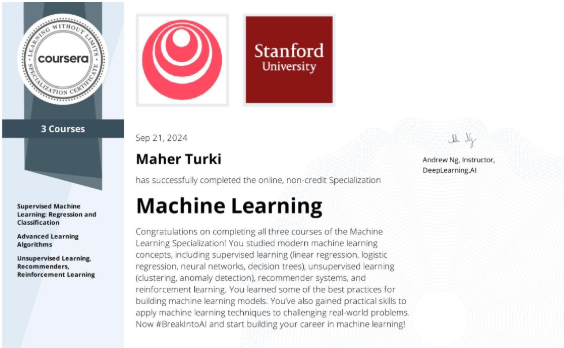 LEARNING WITHOUT LIMITS
coursera
SPECIALIZATION CERTIFICATE
3 Courses
Supervised Machine
Learning: Regression and
Classification
Advanced Learning
Algorithms
Unsupervised Learning,
Recommenders,
Reinforcement Learning
Stanford
University
Sep 21, 2024
Maher Turki
has successfully completed the online, non-credit Specialization
Machine Learning
Congratulations on completing all three courses of the Machine
Learning Specialization! You studied modern machine learning
concepts, including supervised learning (linear regression, logistic
regression, neural networks, decision trees), unsupervised learning
(clustering, anomaly detection), recommender systems, and
reinforcement learning. You learned some of the best practices for
building machine learning models. You've also gained practical skills to
apply machine learning techniques to challenging real-world problems.
Now #BreakIntoAI and start building your career in machine learning!
Andrew Ng, Instructor,
DeepLearning.AI